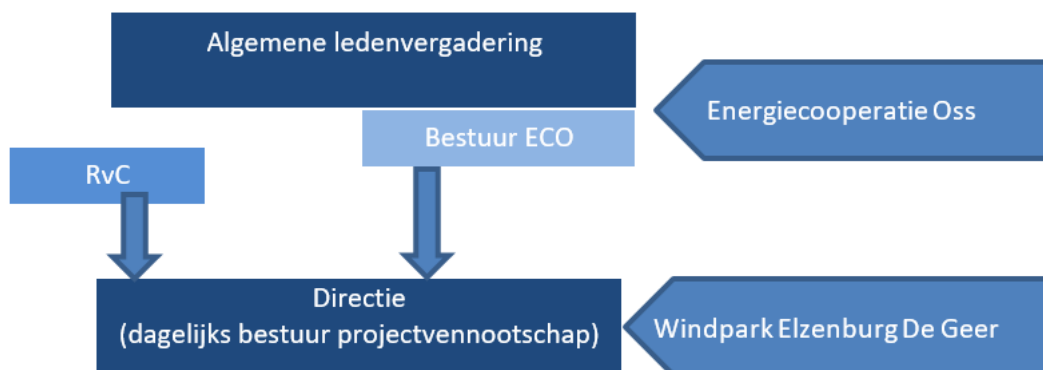 Algemene ledenvergadering
Energiecooperatie Oss
Bestuur ECO
RvC
Directie
(dagelijks bestuur projectvennootschap)
Windpark Elzenburg De Geer